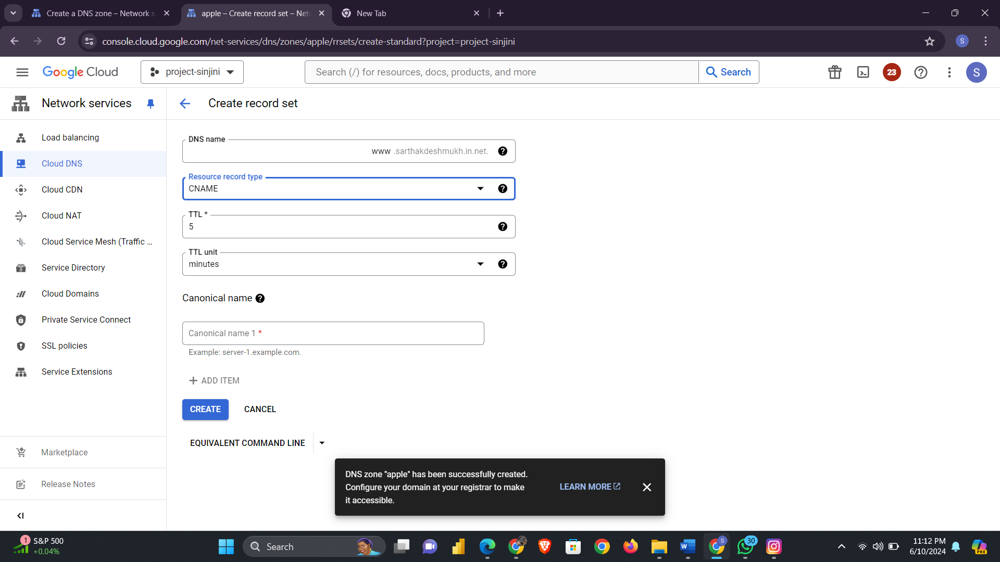 Create a DNS zone – Network s
apple – Create record set – Net
New Tab
console.cloud.google.com/net-services/dns/zones/apple/rrsets/create-standard?project=project-sinjini
S
Google Cloud
project-sinjini
Search (/) for resources, docs, products, and more
Search
23
S
Network services
Create record set
Load balancing
Cloud DNS
Cloud CDN
Cloud NAT
Cloud Service Mesh (Traffic ...
Service Directory
Cloud Domains
Private Service Connect
SSL policies
Service Extensions
Marketplace
Release Notes
DNS name
www .sarthakdeshmukh.in.net.
Resource record type
CNAME
TTL *
5
TTL unit
minutes
Canonical name
Canonical name 1 *
Example: server-1.example.com.
+ ADD ITEM
CREATE
CANCEL
EQUIVALENT COMMAND LINE
DNS zone "apple" has been successfully created.
Configure your domain at your registrar to make
it accessible.
LEARN MORE
1
S&P 500
+0.04%
Search
W
S
30
11:12 PM
6/10/2024
PRE